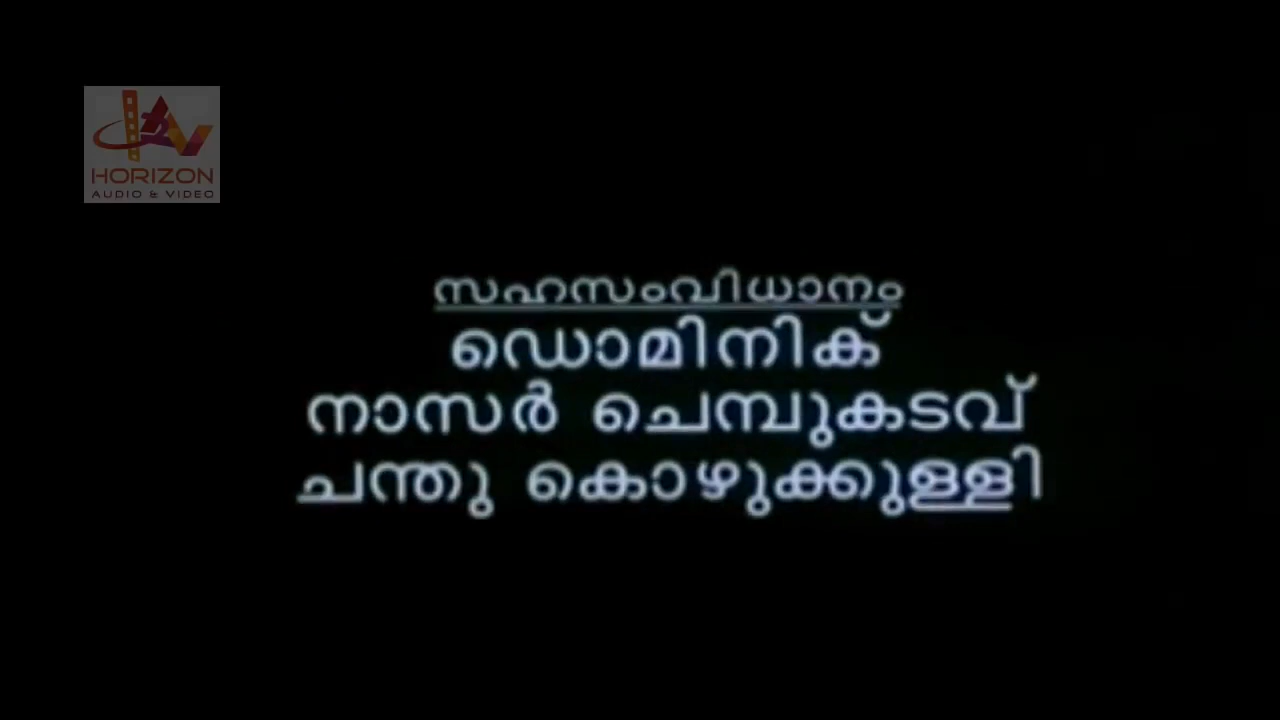 HORIZON
AUDIO & VIDEO
സഹസംവിധാനം
ഡൊമിനിക്
നാസർ ചെമ്പുകടവ്
ചന്തു കൊഴുക്കുള്ളി